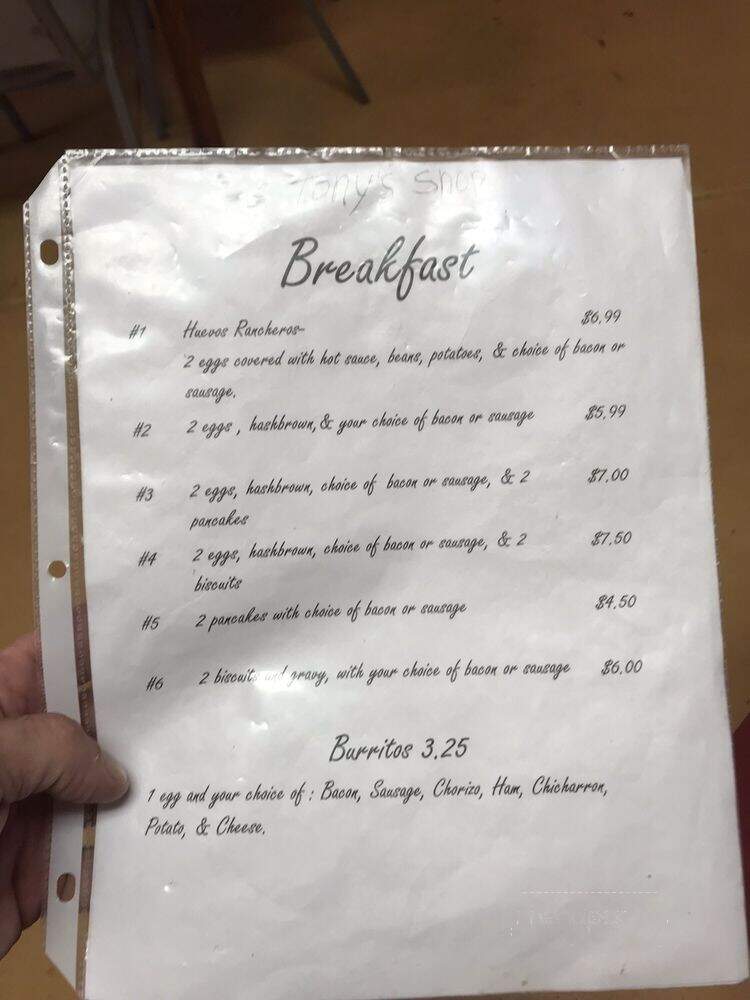 Tony's Shop
Breakfast
#1 Huevos Rancheros- $6.99
2 eggs covered with hot sauce, beans, potatoes, & choice of bacon or
sausage.
#2 2 eggs , hashbrown, & your choice of bacon or sausage $5.99
#3 2 eggs, hashbrown, choice of bacon or sausage, & 2 $7.00
pancakes
#4 2 eggs, hashbrown, choice of bacon or sausage, & 2 $7.50
biscuits
#5 2 pancakes with choice of bacon or sausage $4.50
#6 2 biscuits and gravy, with your choice of bacon or sausage $6.00
Burritos 3.25
1 egg and your choice of : Bacon, Sausage, Chorizo, Ham, Chicharron,
Potato, & Cheese.